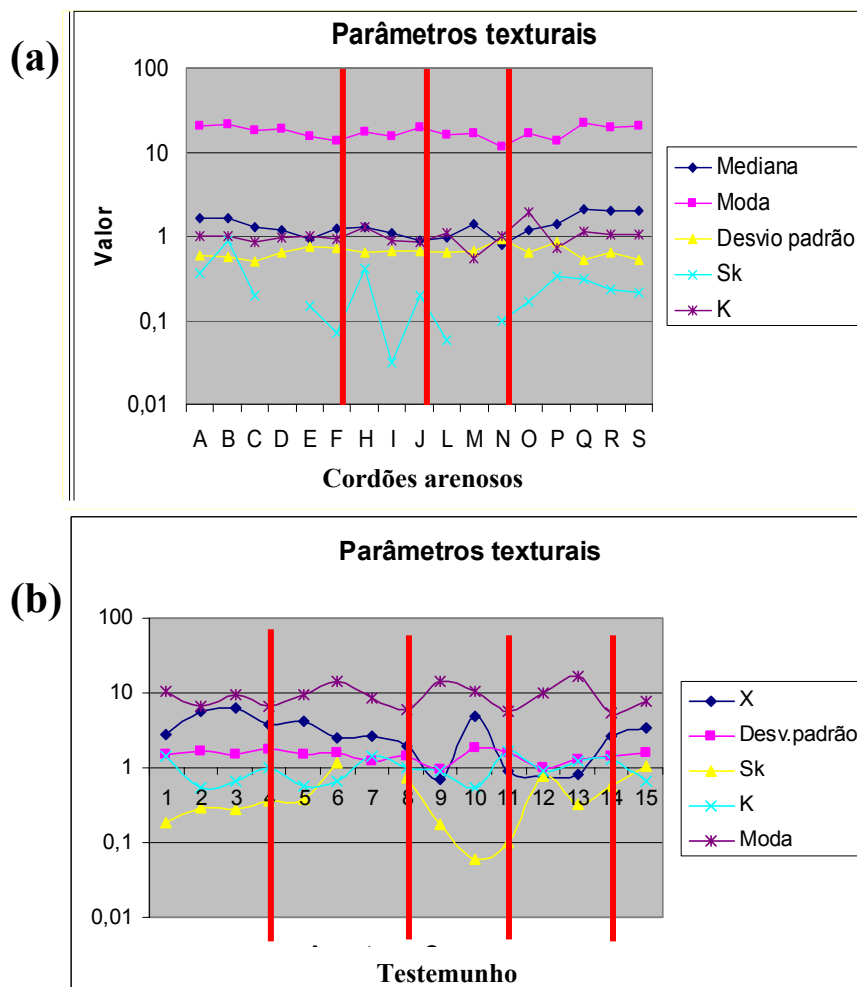 (a)
Parâmetros texturais
100
10
1
0,1
0,01
Valor
A B C D E F H I J L M N O P Q R S
Cordões arenosos
Mediana
Moda
Desvio padrão
Sk
K
(b)
Parâmetros texturais
100
10
1
0,1
0,01
1 2 3 4 5 6 7 8 9 10 11 12 13 14 15
Testemunho
X
Desv.padrão
Sk
K
Moda